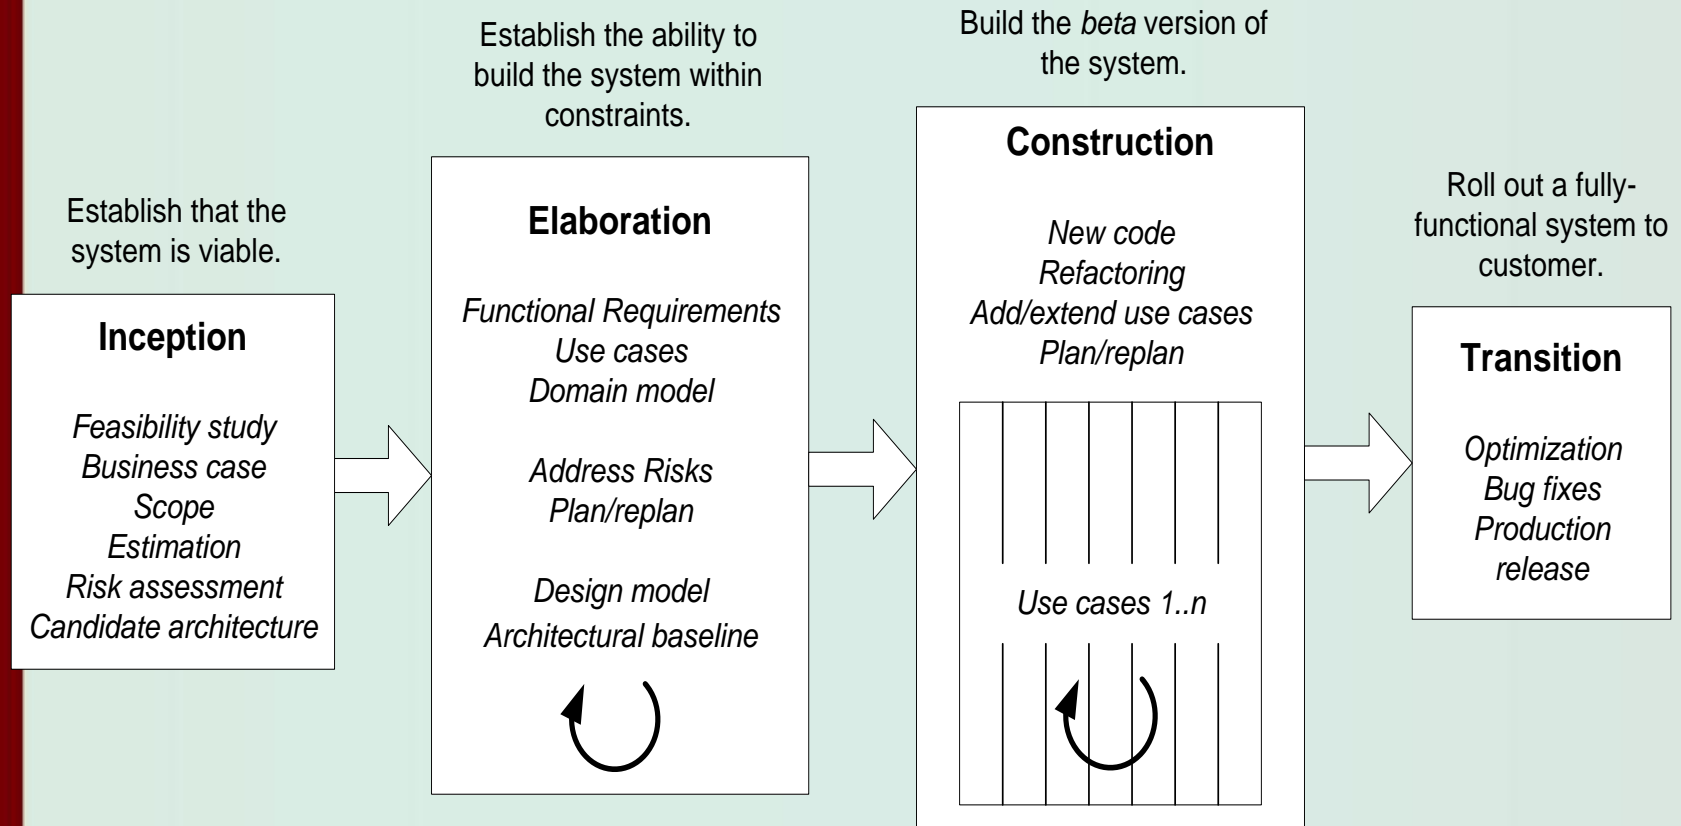 Establish that the
system is viable.
Inception
Feasibility study
Business case
Scope
Estimation
Risk assessment
Candidate architecture
Establish the ability to
build the system within
constraints.
Elaboration
Functional Requirements
Use cases
Domain model
Address Risks
Plan/replan
Design model
Architectural baseline
Build the beta version of
the system.
Construction
New code
Refactoring
Add/extend use cases
Plan/replan
Use cases 1..n
Roll out a fully-
functional system to
customer.
Transition
Optimization
Bug fixes
Production
release